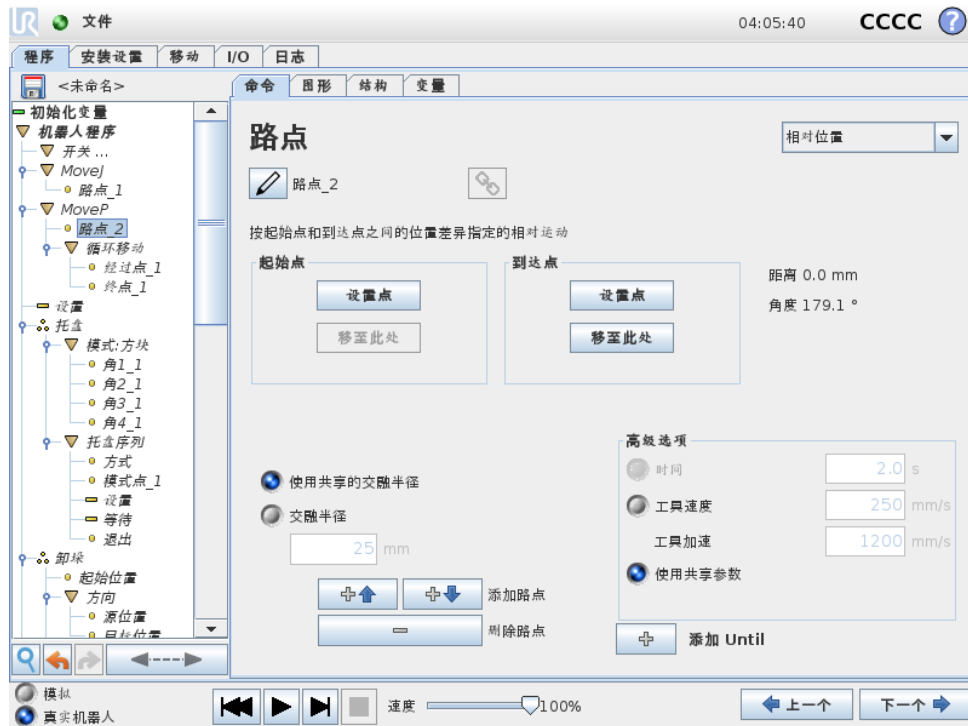 UR 文件 04:05:40 CCCC ?
程序 安装设置 移动 I/O 日志
<未命名> 命令 图形 结构 变量
初始化变量
机器人程序
开关 ...
MoveJ
路点_1
MoveP
路点_2
循环移动
经过点_1
终点_1
设置
托盘
模式:方块
角1_1
角2_1
角3_1
角4_1
托盘序列
方式
模式点_1
设置
等待
退出
卸垛
起始位置
方向
源位置
目标位置
路点 相对位置
路点_2
按起始点和到达点之间的位置差异指定的相对运动
起始点
设置点
移至此处
到达点
设置点
移至此处
距离 0.0 mm
角度 179.1 °
使用共享的交融半径
交融半径
25 mm
添加路点
删除路点
高级选项
时间 2.0 s
工具速度 250 mm/s
工具加速 1200 mm/s
使用共享参数
添加 Until
模拟
真实机器人
速度 100%
上一个 下一个